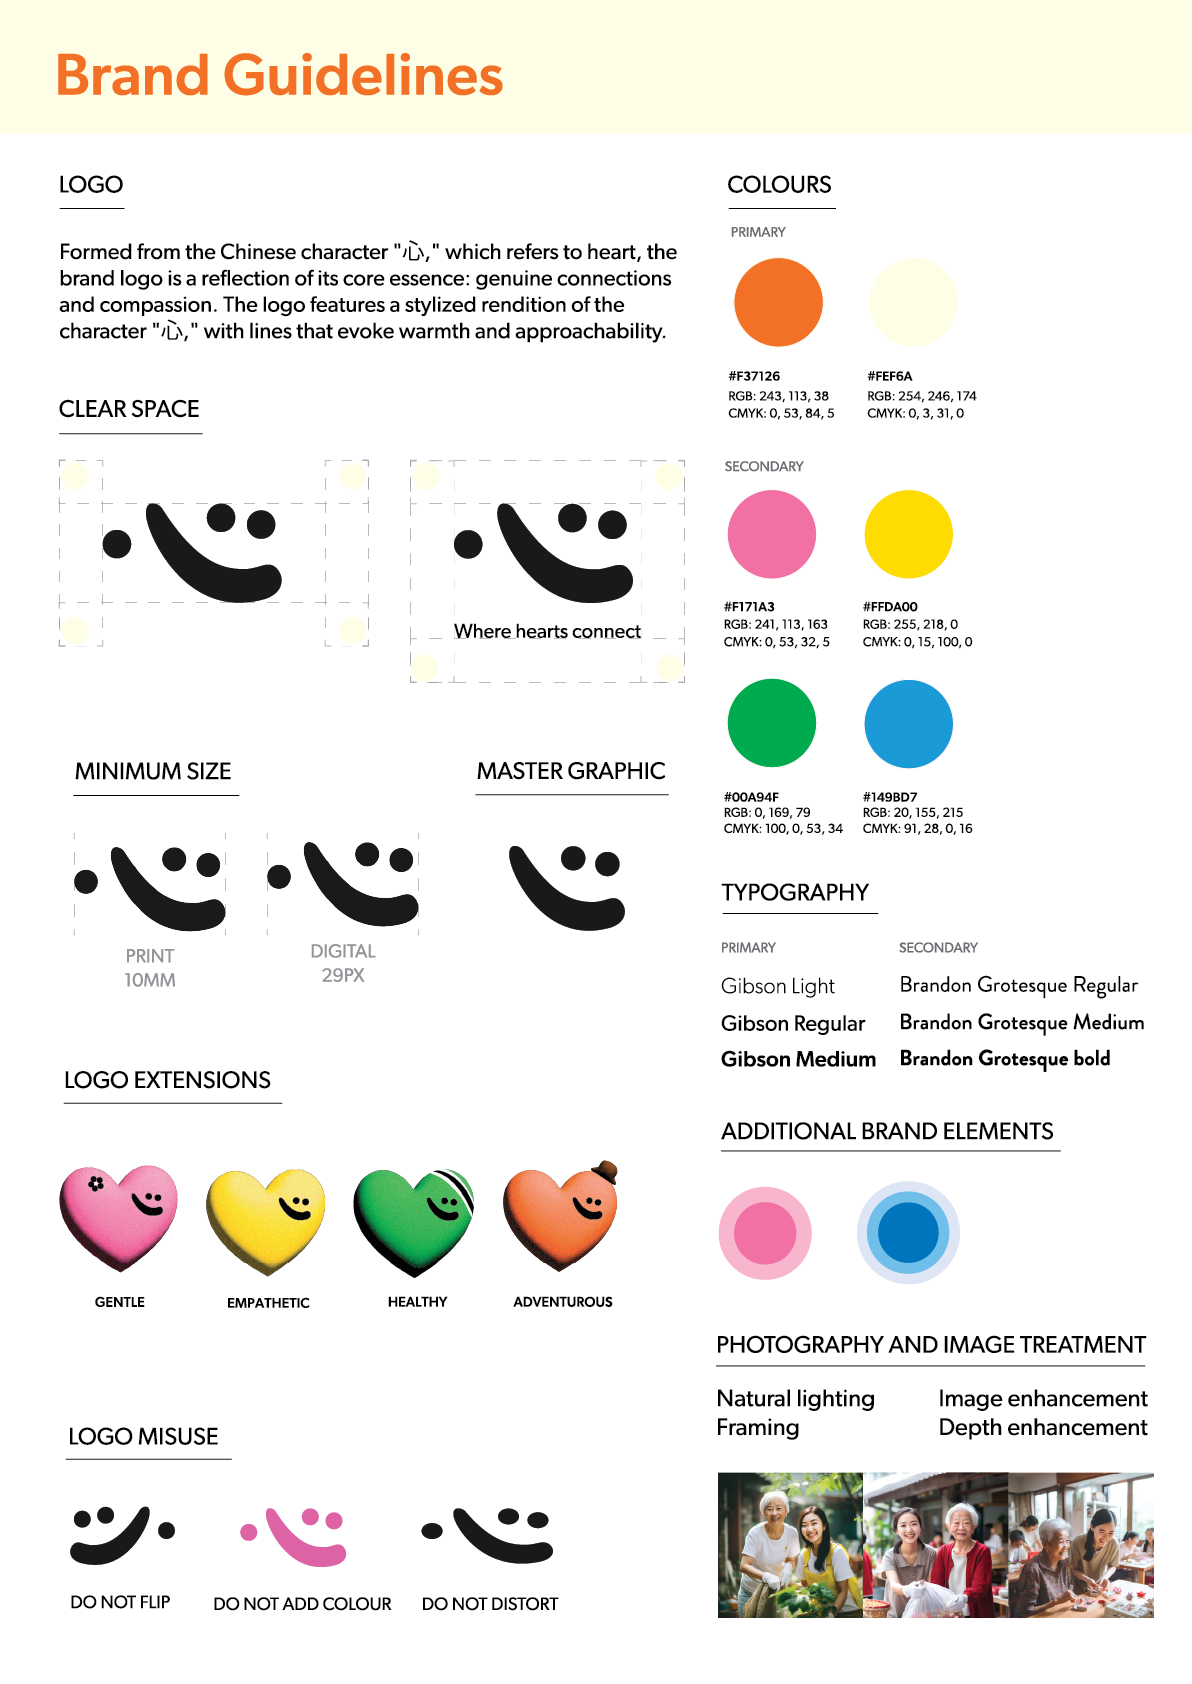 Brand Guidelines
LOGO
Formed from the Chinese character "心," which refers to heart, the
brand logo is a reflection of its core essence: genuine connections
and compassion. The logo features a stylized rendition of the
character "心," with lines that evoke warmth and approachability.
CLEAR SPACE
Where hearts connect
MINIMUM SIZE
PRINT
10MM
DIGITAL
29PX
MASTER GRAPHIC
LOGO EXTENSIONS
GENTLE
EMPATHETIC
HEALTHY
ADVENTUROUS
LOGO MISUSE
DO NOT FLIP
DO NOT ADD COLOUR
DO NOT DISTORT
COLOURS
PRIMARY
#F37126
RGB: 243, 113, 38
CMYK: 0, 53, 84, 5
#FEF6A
RGB: 254, 246, 174
CMYK: 0, 3, 31, 0
SECONDARY
#F171A3
RGB: 241, 113, 163
CMYK: 0, 53, 32, 5
#FFDA00
RGB: 255, 218, 0
CMYK: 0, 15, 100, 0
#00A94F
RGB: 0, 169, 79
CMYK: 100, 0, 53, 34
#149BD7
RGB: 20, 155, 215
CMYK: 91, 28, 0, 16
TYPOGRAPHY
PRIMARY
Gibson Light
Gibson Regular
Gibson Medium
SECONDARY
Brandon Grotesque Regular
Brandon Grotesque Medium
Brandon Grotesque bold
ADDITIONAL BRAND ELEMENTS
PHOTOGRAPHY AND IMAGE TREATMENT
Natural lighting
Framing
Image enhancement
Depth enhancement